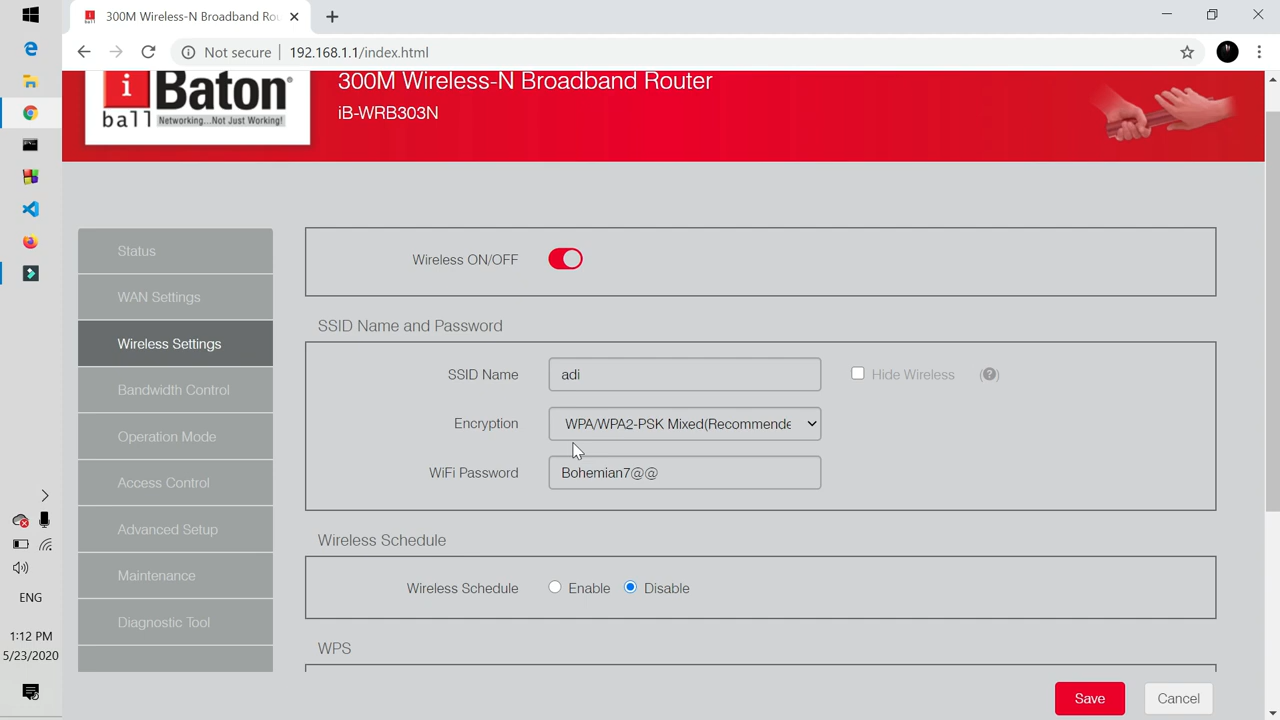 300M Wireless-N Broadband Rou
Not secure | 192.168.1.1/index.html
i
ball
Baton
Networking...Not Just Working!
300M Wireless-N Broadband Router
iB-WRB303N
Status
WAN Settings
Wireless Settings
Bandwidth Control
Operation Mode
Access Control
Advanced Setup
Maintenance
Diagnostic Tool
Wireless ON/OFF
SSID Name and Password
SSID Name adi Hide Wireless (?)
Encryption WPA/WPA2-PSK Mixed(Recommende
WiFi Password Bohemian7@@
Wireless Schedule
Wireless Schedule Enable Disable
WPS
Save Cancel
ENG
1:12 PM
5/23/2020